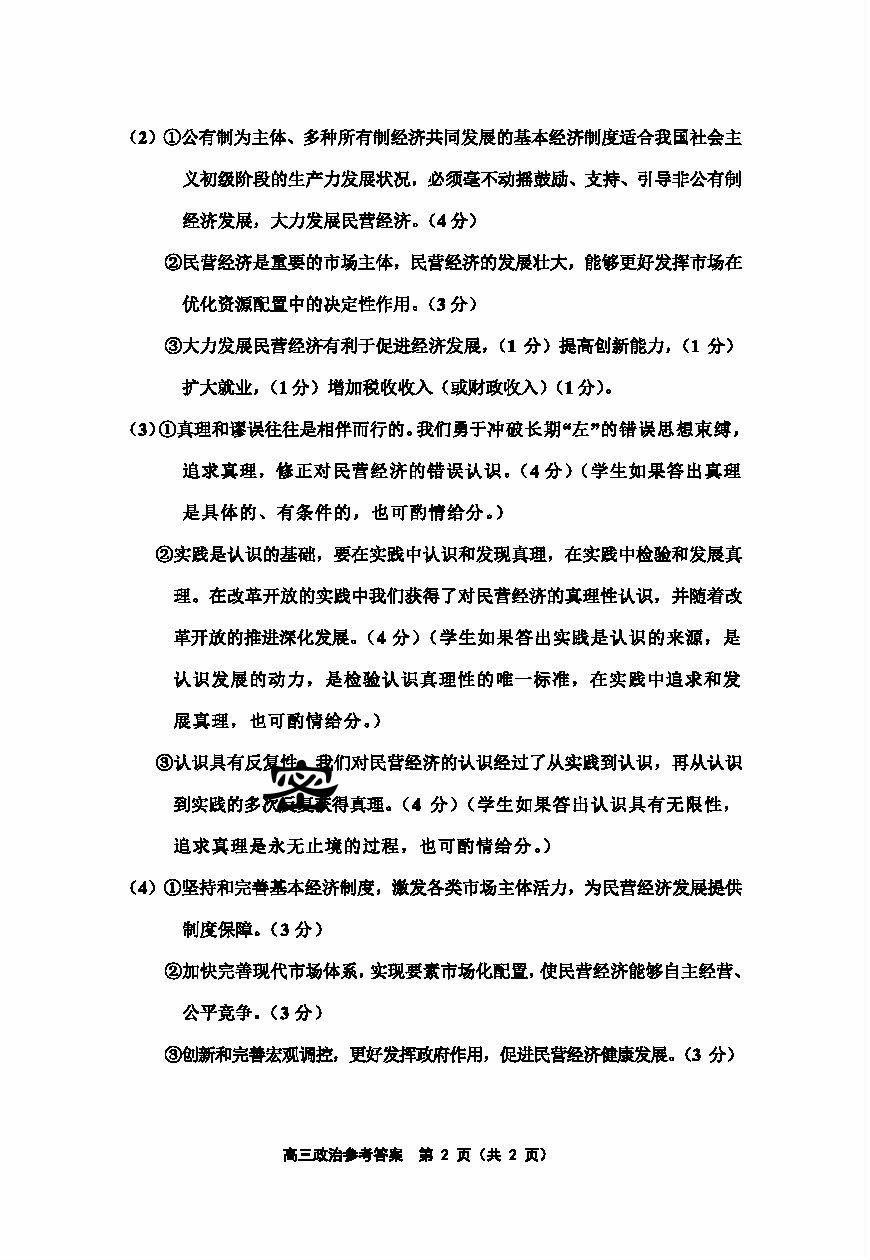 （2）①公有制为主体、多种所有制经济共同发展的基本经济制度适合我国社会主
义初级阶段的生产力发展状况，必须毫不动摇鼓励、支持、引导非公有制
经济发展，大力发展民营经济。（4分）
②民营经济是重要的市场主体，民营经济的发展壮大，能够更好发挥市场在
优化资源配置中的决定性作用。（3分）
③大力发展民营经济有利于促进经济发展，（1 分）提高创新能力，（1 分）
扩大就业，（1分）增加税收收入（或财政收入）（1分）。
（3）①真理和谬误往往是相伴而行的。我们勇于冲破长期“左”的错误思想束缚，
追求真理，修正对民营经济的错误认识。（4分）（学生如果答出真理
是具体的、有条件的，也可酌情给分。）
②实践是认识的基础，要在实践中认识和发现真理，在实践中检验和发展真
理。在改革开放的实践中我们获得了对民营经济的真理性认识，并随着改
革开放的推进深化发展。（4 分）（学生如果答出实践是认识的来源，是
认识发展的动力，是检验认识真理性的唯一标准，在实践中追求和发
展真理，也可酌情给分。）
③认识具有反复性。我们对民营经济的认识经过了从实践到认识，再从认识
到实践的多次反复获得真理。（4 分）（学生如果答出认识具有无限性，
追求真理是永无止境的过程，也可酌情给分。）
密
（4）①坚持和完善基本经济制度，激发各类市场主体活力，为民营经济发展提供
制度保障。（3分）
②加快完善现代市场体系，实现要素市场化配置，使民营经济能够自主经营、
公平竞争。（3分）
③创新和完善宏观调控，更好发挥政府作用，促进民营经济健康发展。（3 分）
高三政治参考答案 第 2 页（共 2 页）